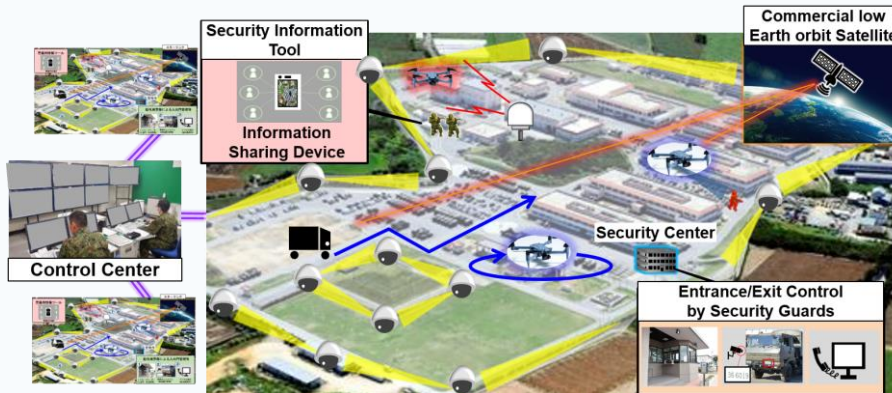 Security Information
Tool
Information
Sharing Device
Commercial low
Earth orbit Satellite
Control Center
Security Center
Entrance/Exit Control
by Security Guards